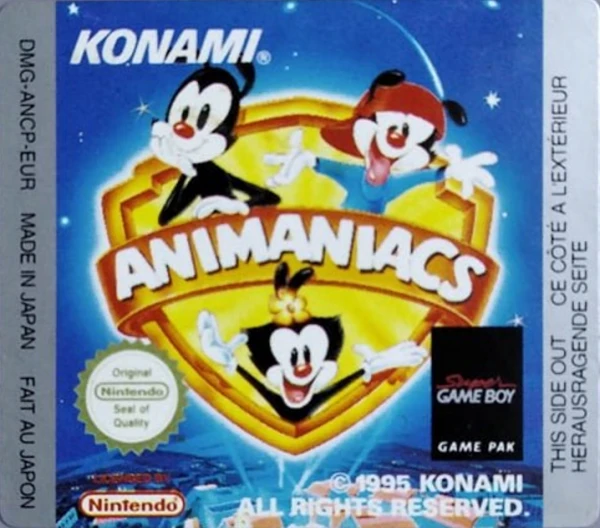 KONAMI®
ANIMANIACS
Original
Nintendo
Seal of
Quality
LICENSED BY
Nintendo
Super
GAME BOY
GAME PAK
© 1995 KONAMI
ALL RIGHTS RESERVED.
DMG-ANCP-EUR MADE IN JAPAN FAIT AU JAPON
THIS SIDE OUT CE CÔTÉ A L'EXTÉRIEUR
HERAUSRAGENDE SEITE